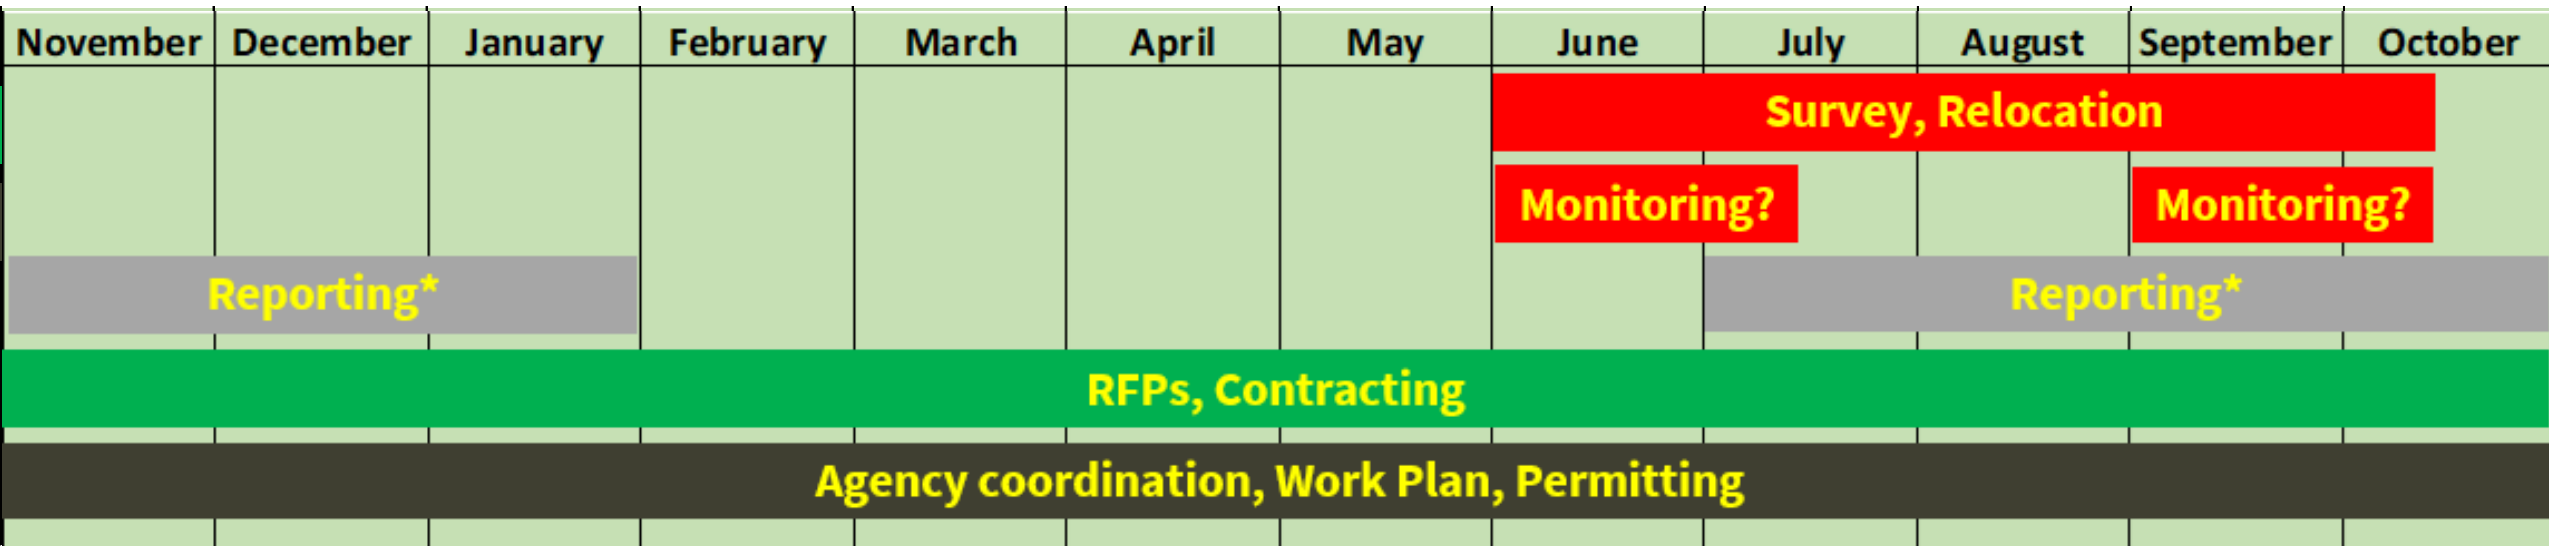 November December January February March April May June July August September October
Survey, Relocation
Monitoring? Monitoring?
Reporting* Reporting*
RFPs, Contracting
Agency coordination, Work Plan, Permitting